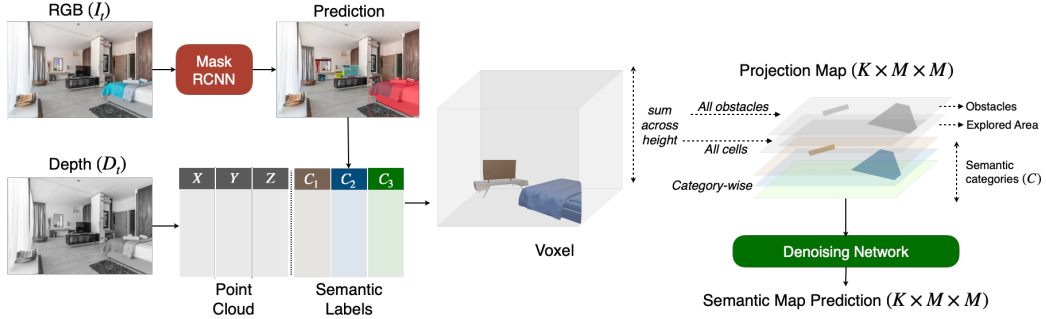 RGB (I_t)
Mask
RCNN
Prediction
Depth (D_t)
X Y Z C_1 C_2 C_3
Point
Cloud
Semantic
Labels
Voxel
sum
across
height
Projection Map (K × M × M)
All obstacles
All cells
Category-wise
Obstacles
Explored Area
Semantic
categories (C)
Denoising Network
Semantic Map Prediction (K × M × M)